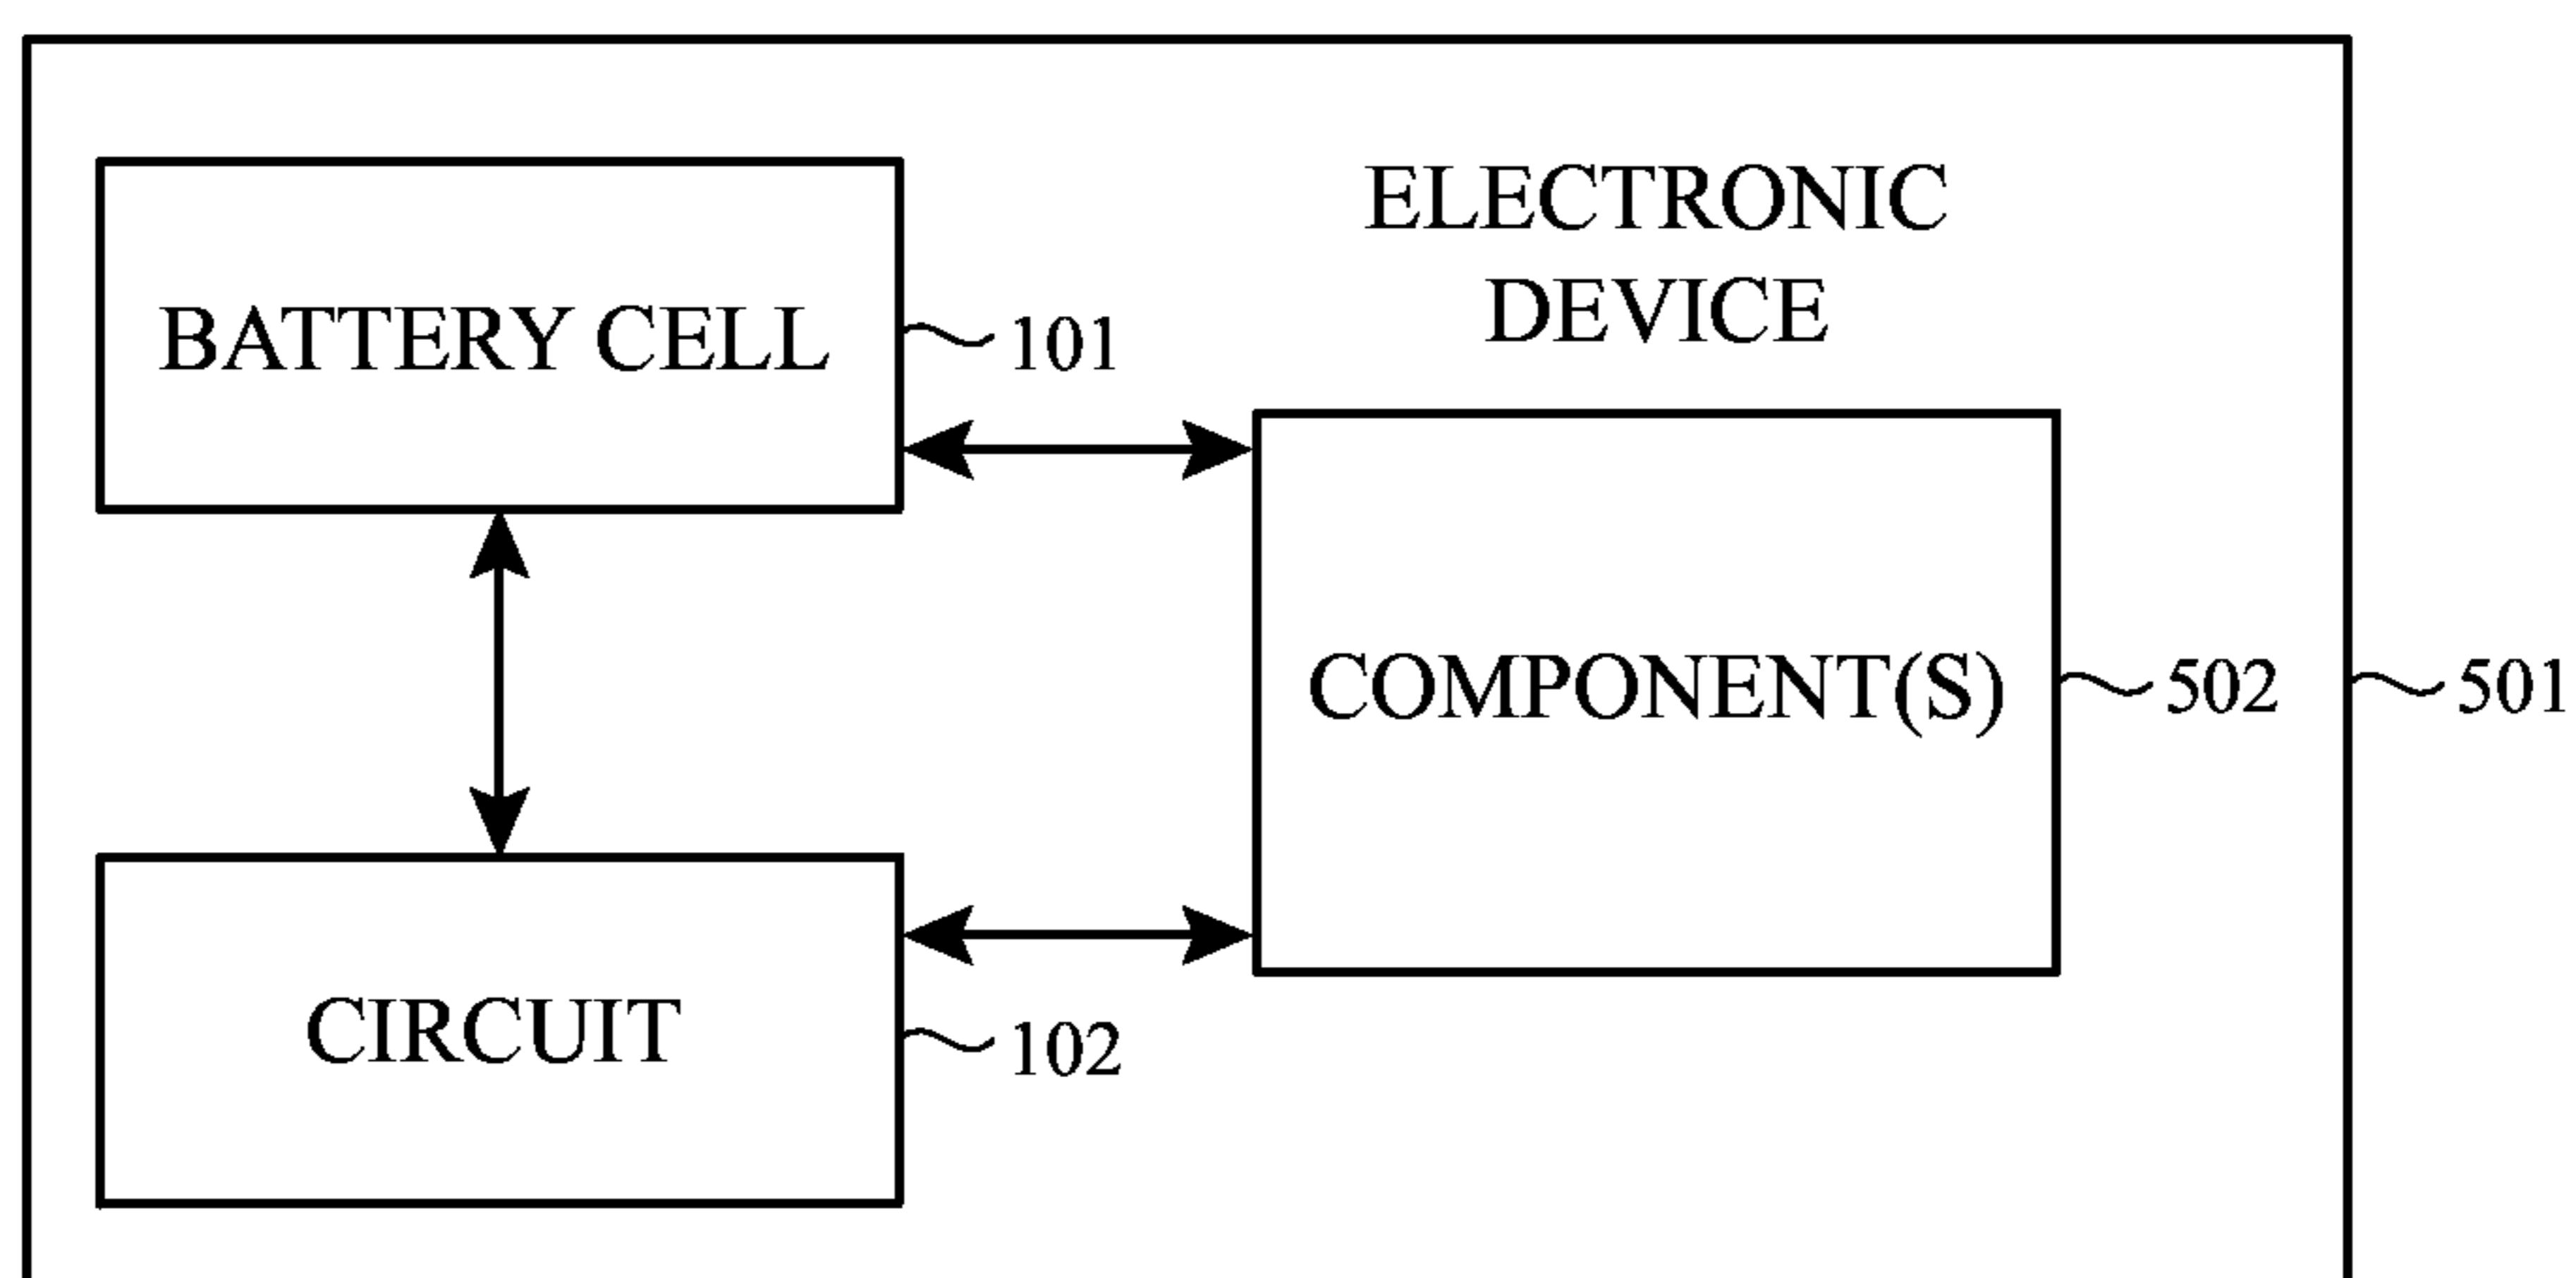 ELECTRONIC
DEVICE
BATTERY CELL
101
COMPONENT(S)
502
501
CIRCUIT
102